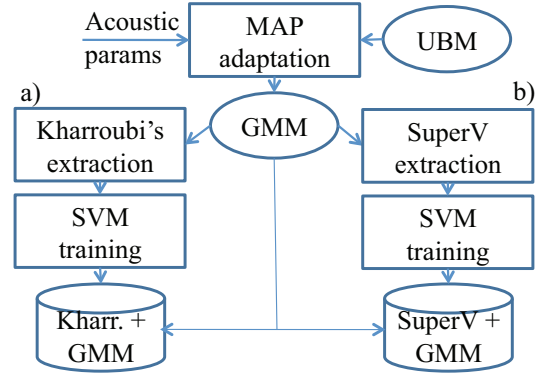 Acoustic
params
MAP
adaptation
UBM
a)
b)
Kharroubi's
extraction
GMM
SuperV
extraction
SVM
training
SVM
training
Kharr. +
GMM
SuperV +
GMM